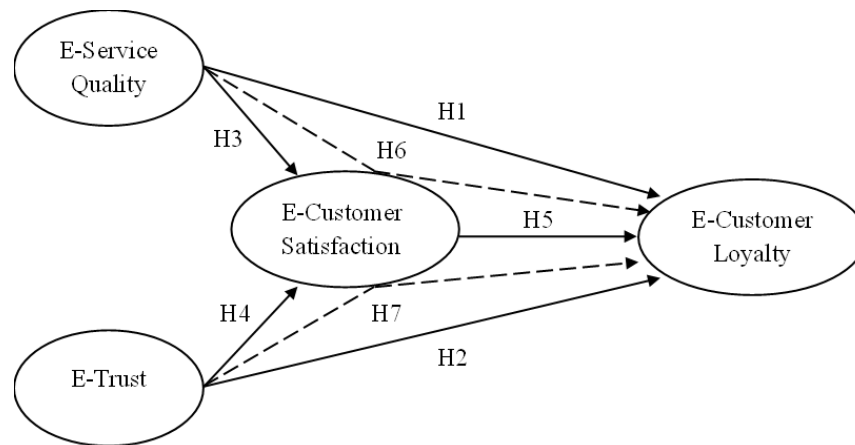 E-Service
Quality
H1
H3
H6
E-Customer
Satisfaction
H5
E-Customer
Loyalty
H4
H7
H2
E-Trust